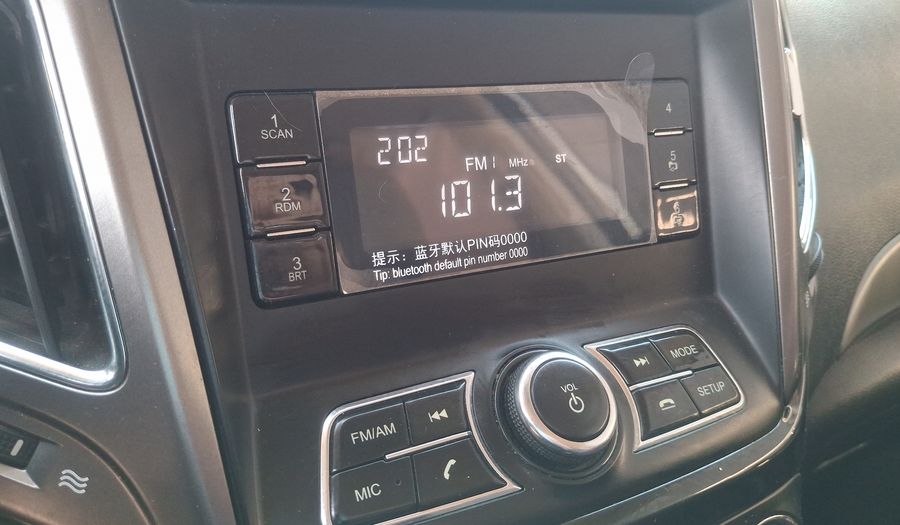 1
SCAN
2
RDM
3
BRT
202
FM1 MHz ST
101.3
提示：蓝牙默认PIN码0000
Tip: bluetooth default pin number 0000
4
5
6
FM/AM
MIC
VOL
MODE
SETUP